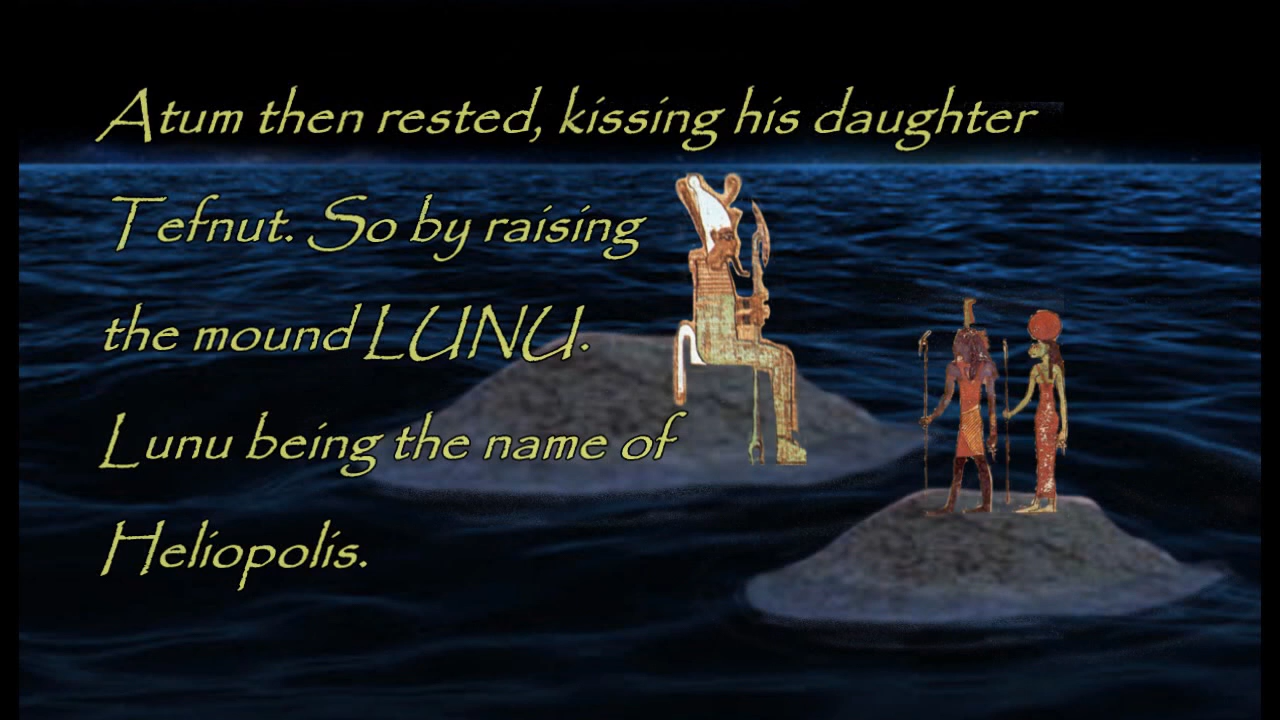 Atum then rested, kissing his daughter
Tefnut. So by raising
the mound LUNU.
Lunu being the name of
Heliopolis.